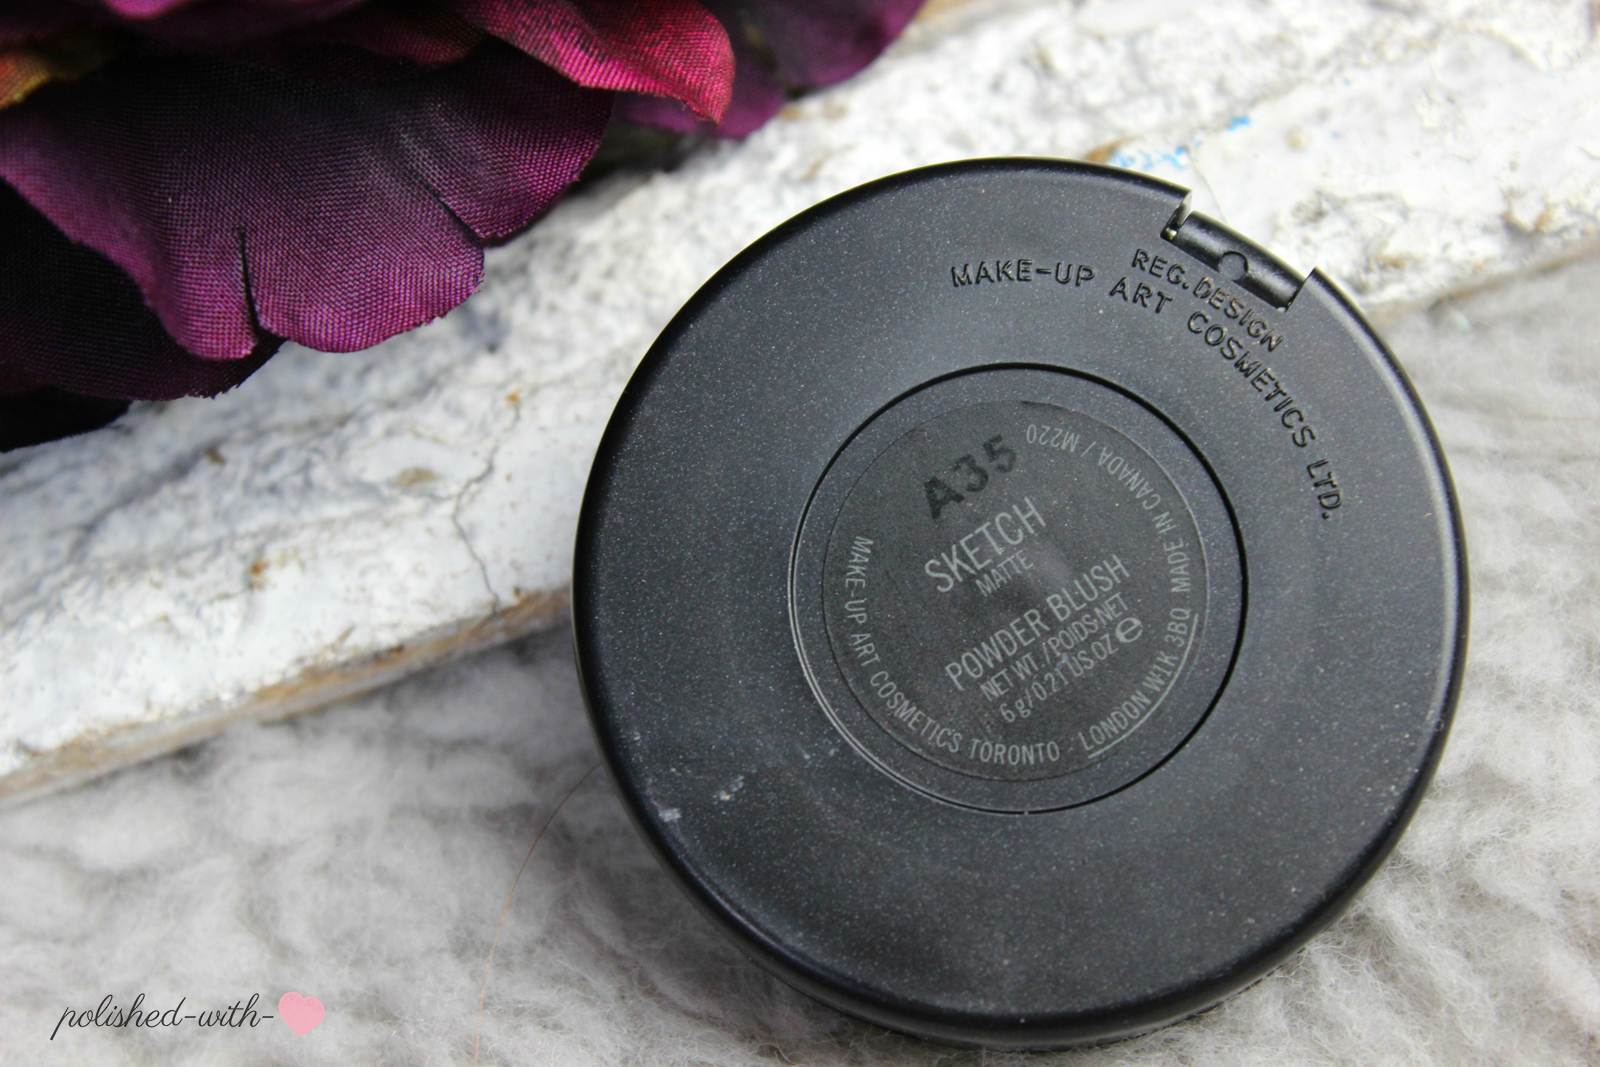 REG. DESIGN
MAKE-UP ART COSMETICS LTD.
A35
SKETCH
MATTE
POWDER BLUSH
NET WT./POIDS NET
6 g/0.21 US OZ e
MAKE-UP ART COSMETICS TORONTO · LONDON W1K 3BQ MADE IN CANADA / M220
polished-with-